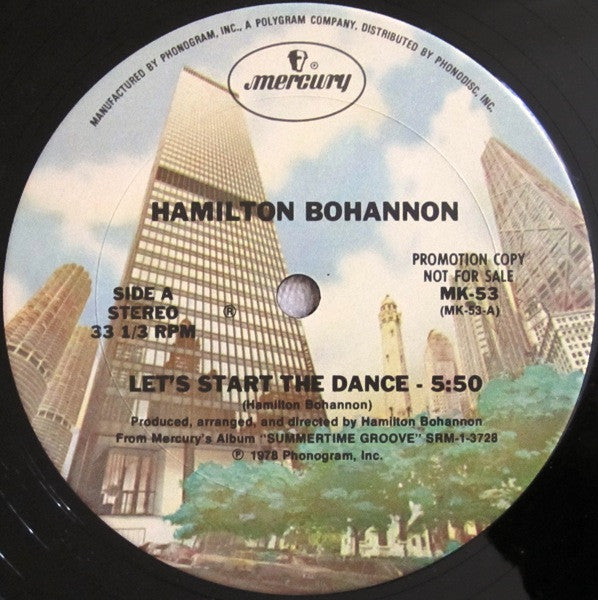 MANUFACTURED BY PHONOGRAM, INC., A POLYGRAM COMPANY, DISTRIBUTED BY PHONODISC, INC.
®
mercury
HAMILTON BOHANNON
PROMOTION COPY
NOT FOR SALE
MK-53
(MK-53-A)
SIDE A
STEREO
33 1/3 RPM
®
LET'S START THE DANCE - 5:50
(Hamilton Bohannon)
Produced, arranged, and directed by Hamilton Bohannon
From Mercury's Album "SUMMERTIME GROOVE" SRM-1-3728
℗ 1978 Phonogram, Inc.